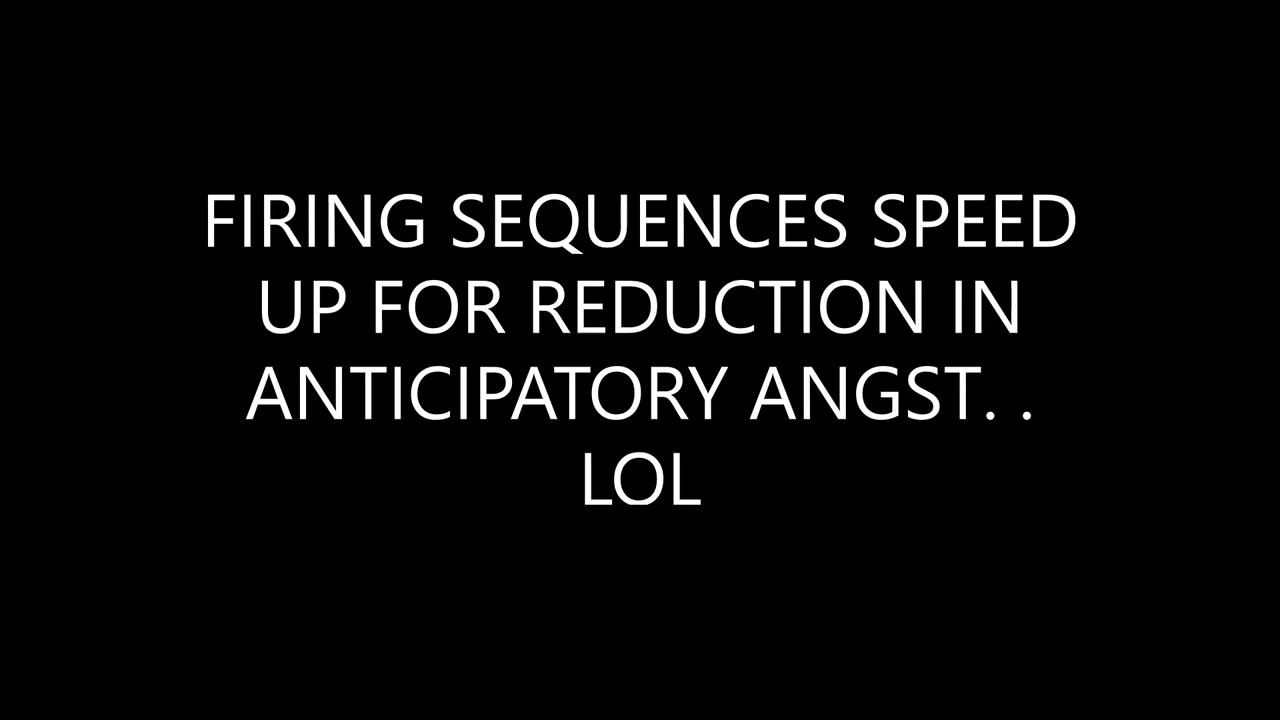 FIRING SEQUENCES SPEED
UP FOR REDUCTION IN
ANTICIPATORY ANGST. .
LOL